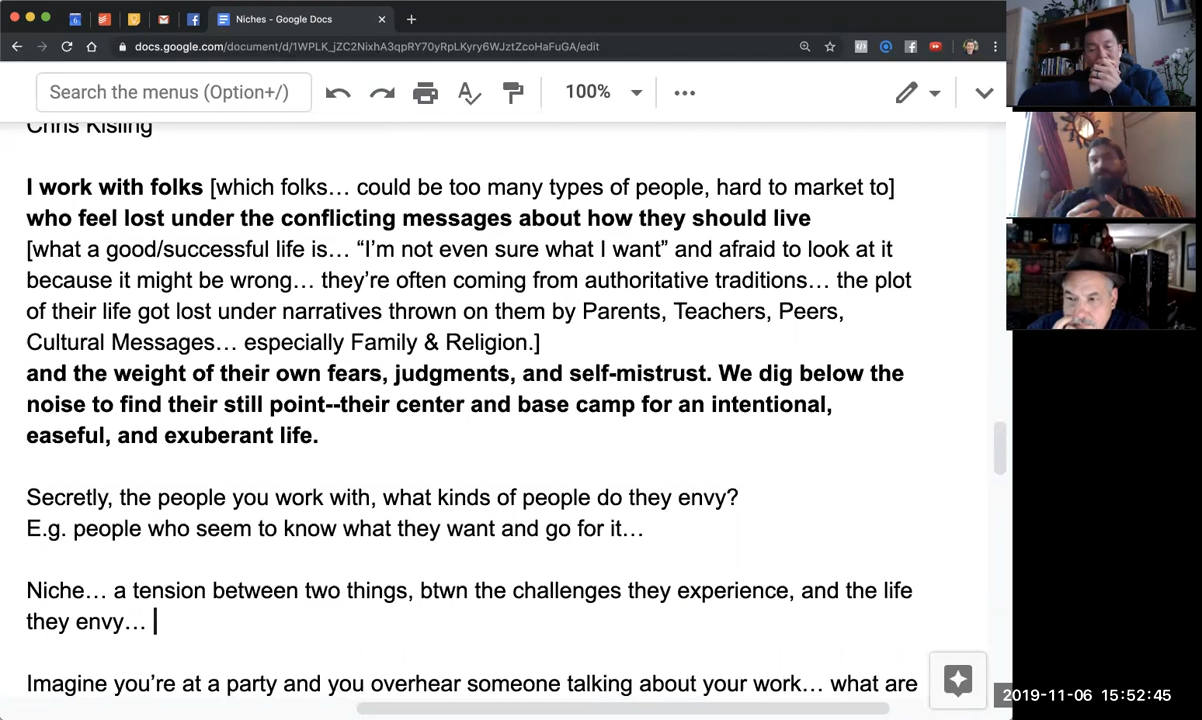 Niches - Google Docs
docs.google.com/document/d/1WPLK_jZC2NixhA3qpRY70yRpLKyry6WJztZcoHaFuGA/edit
Search the menus (Option+/)
100%
Chris Kisling
I work with folks [which folks… could be too many types of people, hard to market to]
who feel lost under the conflicting messages about how they should live
[what a good/successful life is… “I’m not even sure what I want” and afraid to look at it
because it might be wrong… they’re often coming from authoritative traditions… the plot
of their life got lost under narratives thrown on them by Parents, Teachers, Peers,
Cultural Messages… especially Family & Religion.]
and the weight of their own fears, judgments, and self-mistrust. We dig below the
noise to find their still point--their center and base camp for an intentional,
easeful, and exuberant life.
Secretly, the people you work with, what kinds of people do they envy?
E.g. people who seem to know what they want and go for it…
Niche… a tension between two things, btwn the challenges they experience, and the life
they envy…
Imagine you’re at a party and you overhear someone talking about your work… what are
2019-11-06 15:52:45